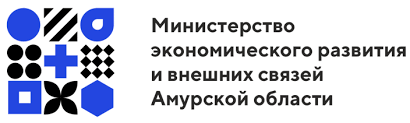 Министерство
экономического развития
и внешних связей
Амурской области